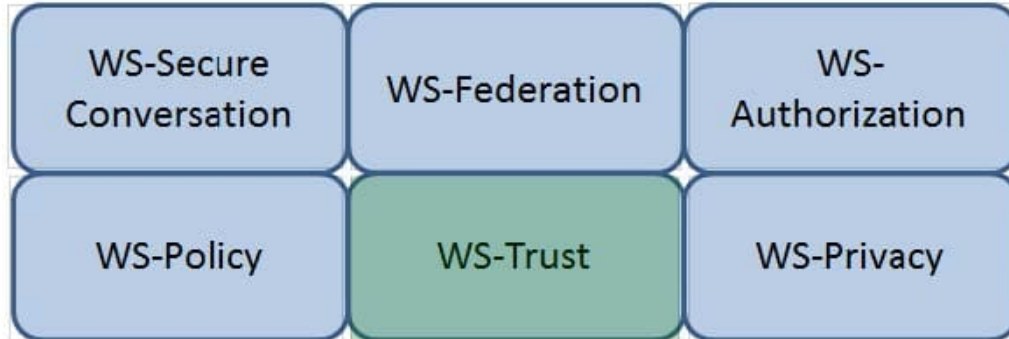 WS-Secure
Conversation
WS-Federation
WS-
Authorization
WS-Policy
WS-Trust
WS-Privacy